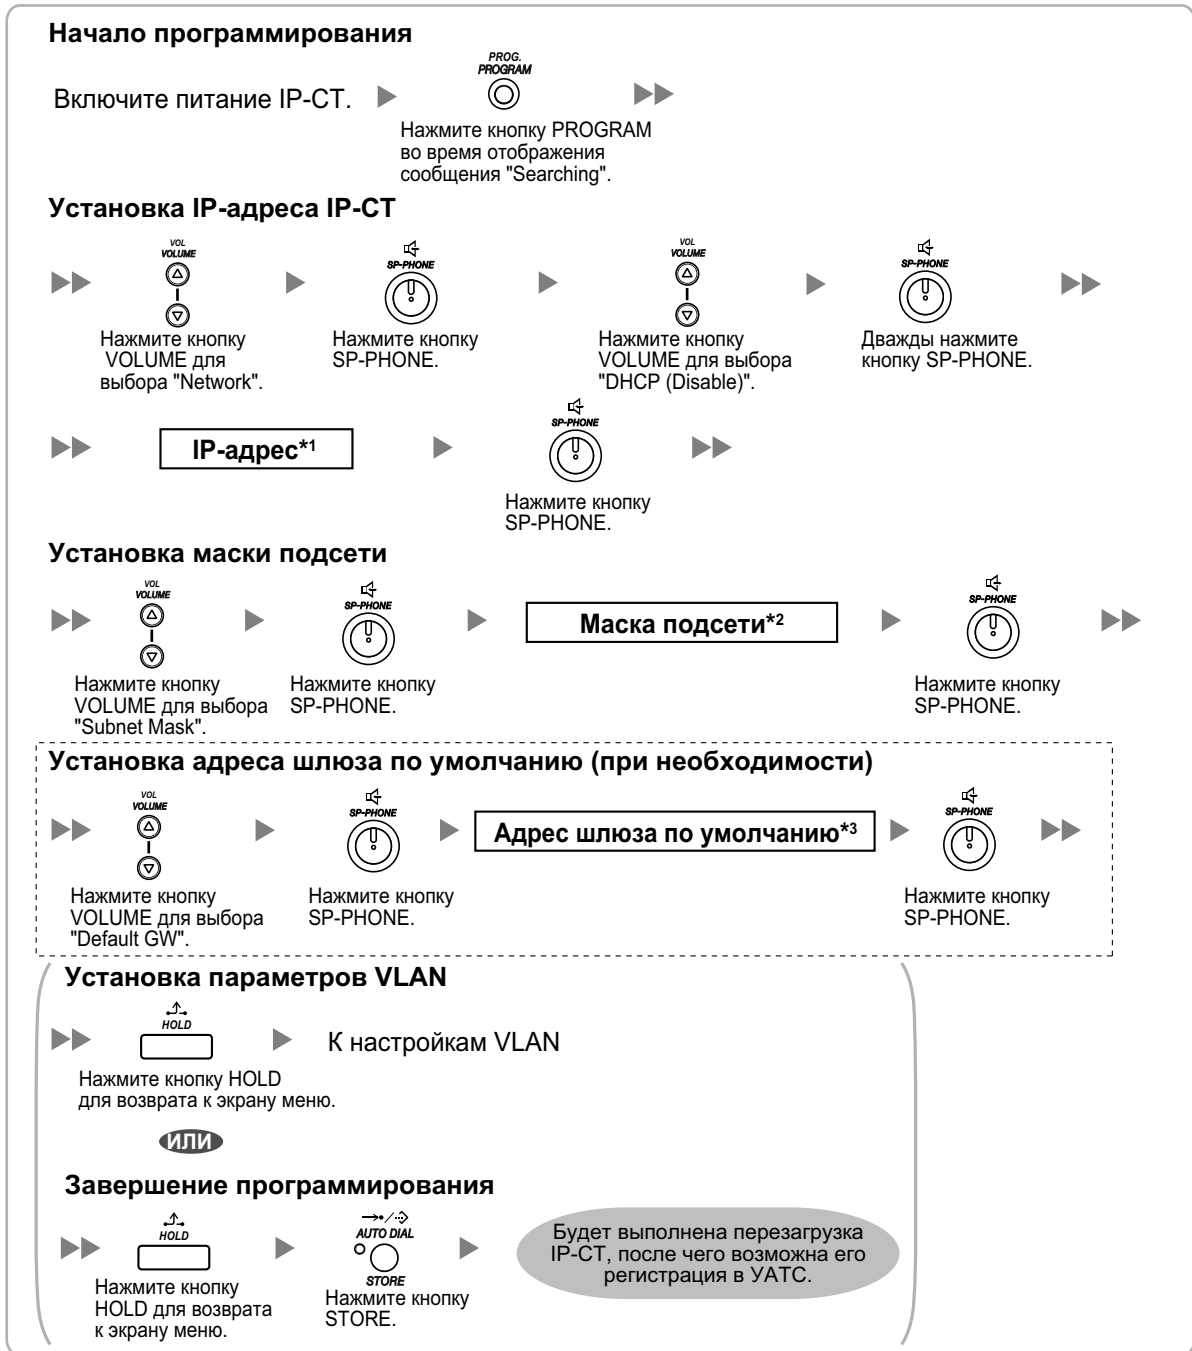 Начало программирования
Включите питание IP-CT.
PROG.
PROGRAM
Нажмите кнопку PROGRAM
во время отображения
сообщения "Searching".
Установка IP-адреса IP-CT
VOL
VOLUME
Нажмите кнопку
VOLUME для
выбора "Network".
SP-PHONE
Нажмите кнопку
SP-PHONE.
VOL
VOLUME
Нажмите кнопку
VOLUME для выбора
"DHCP (Disable)".
SP-PHONE
Дважды нажмите
кнопку SP-PHONE.
IP-адрес*1
SP-PHONE
Нажмите кнопку
SP-PHONE.
Установка маски подсети
VOL
VOLUME
Нажмите кнопку
VOLUME для выбора
"Subnet Mask".
SP-PHONE
Нажмите кнопку
SP-PHONE.
Маска подсети*2
SP-PHONE
Нажмите кнопку
SP-PHONE.
Установка адреса шлюза по умолчанию (при необходимости)
VOL
VOLUME
Нажмите кнопку
VOLUME для выбора
"Default GW".
SP-PHONE
Нажмите кнопку
SP-PHONE.
Адрес шлюза по умолчанию*3
SP-PHONE
Нажмите кнопку
SP-PHONE.
Установка параметров VLAN
HOLD
Нажмите кнопку HOLD
для возврата к экрану меню.
К настройкам VLAN
ИЛИ
Завершение программирования
HOLD
Нажмите кнопку
HOLD для возврата
к экрану меню.
AUTO DIAL
STORE
Нажмите кнопку
STORE.
Будет выполнена перезагрузка
IP-CT, после чего возможна его
регистрация в УАТС.